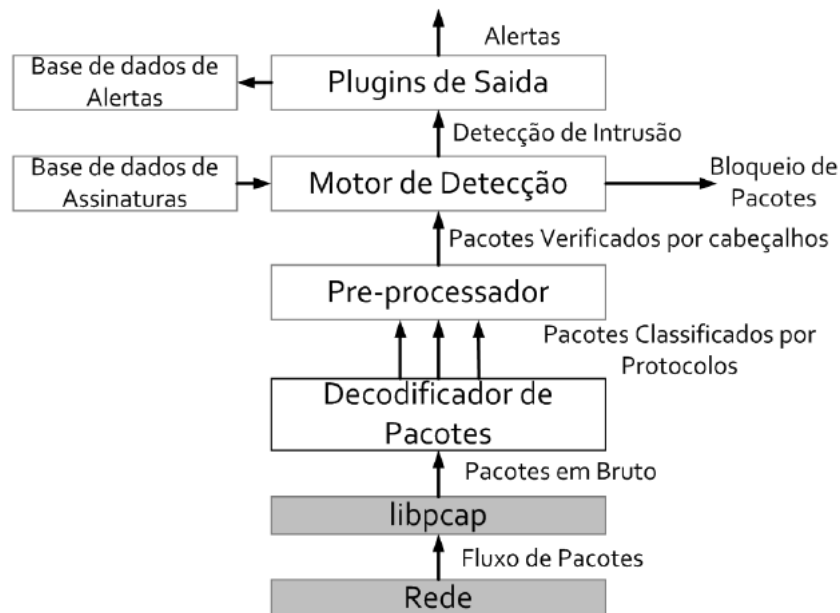 Alertas
Base de dados de
Alertas
Plugins de Saida
Detecção de Intrusão
Base de dados de
Assinaturas
Motor de Detecção
Bloqueio de
Pacotes
Pacotes Verificados por cabeçalhos
Pre-processador
Pacotes Classificados por
Protocolos
Decodificador de
Pacotes
Pacotes em Bruto
libpcap
Fluxo de Pacotes
Rede